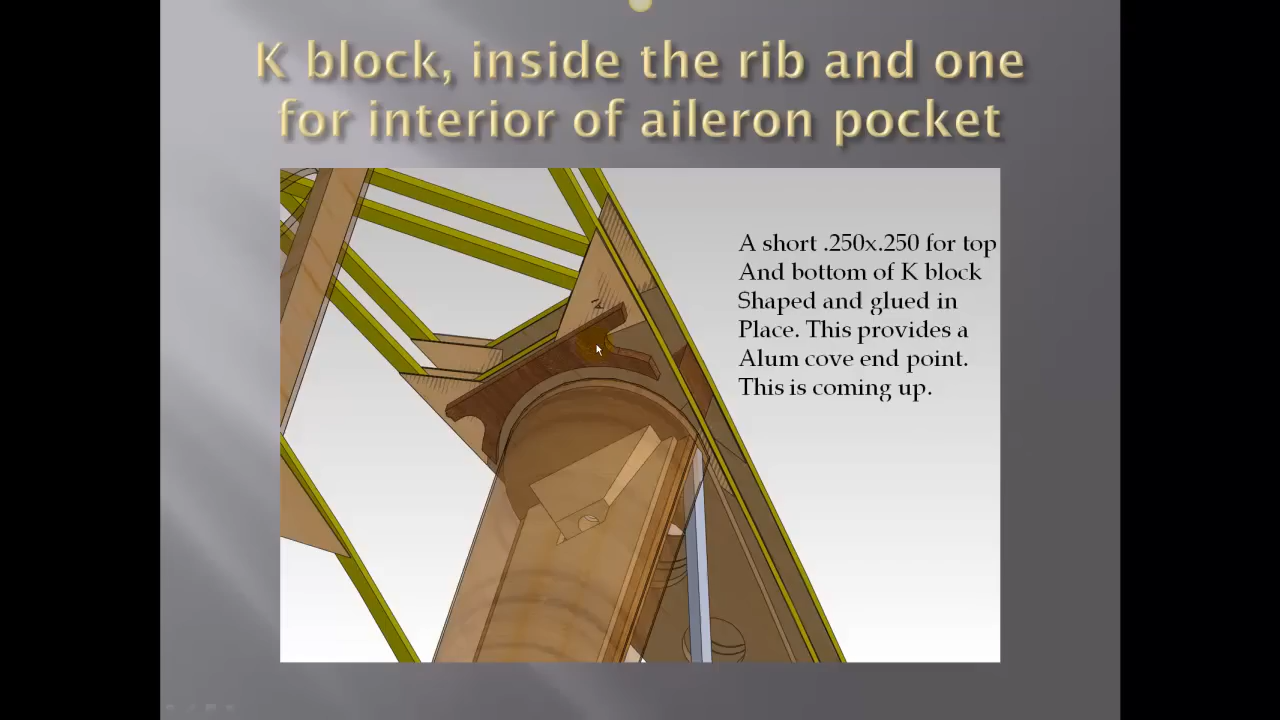 K block, inside the rib and one
for interior of aileron pocket
A short .250x.250 for top
And bottom of K block
Shaped and glued in
Place. This provides a
Alum cove end point.
This is coming up.